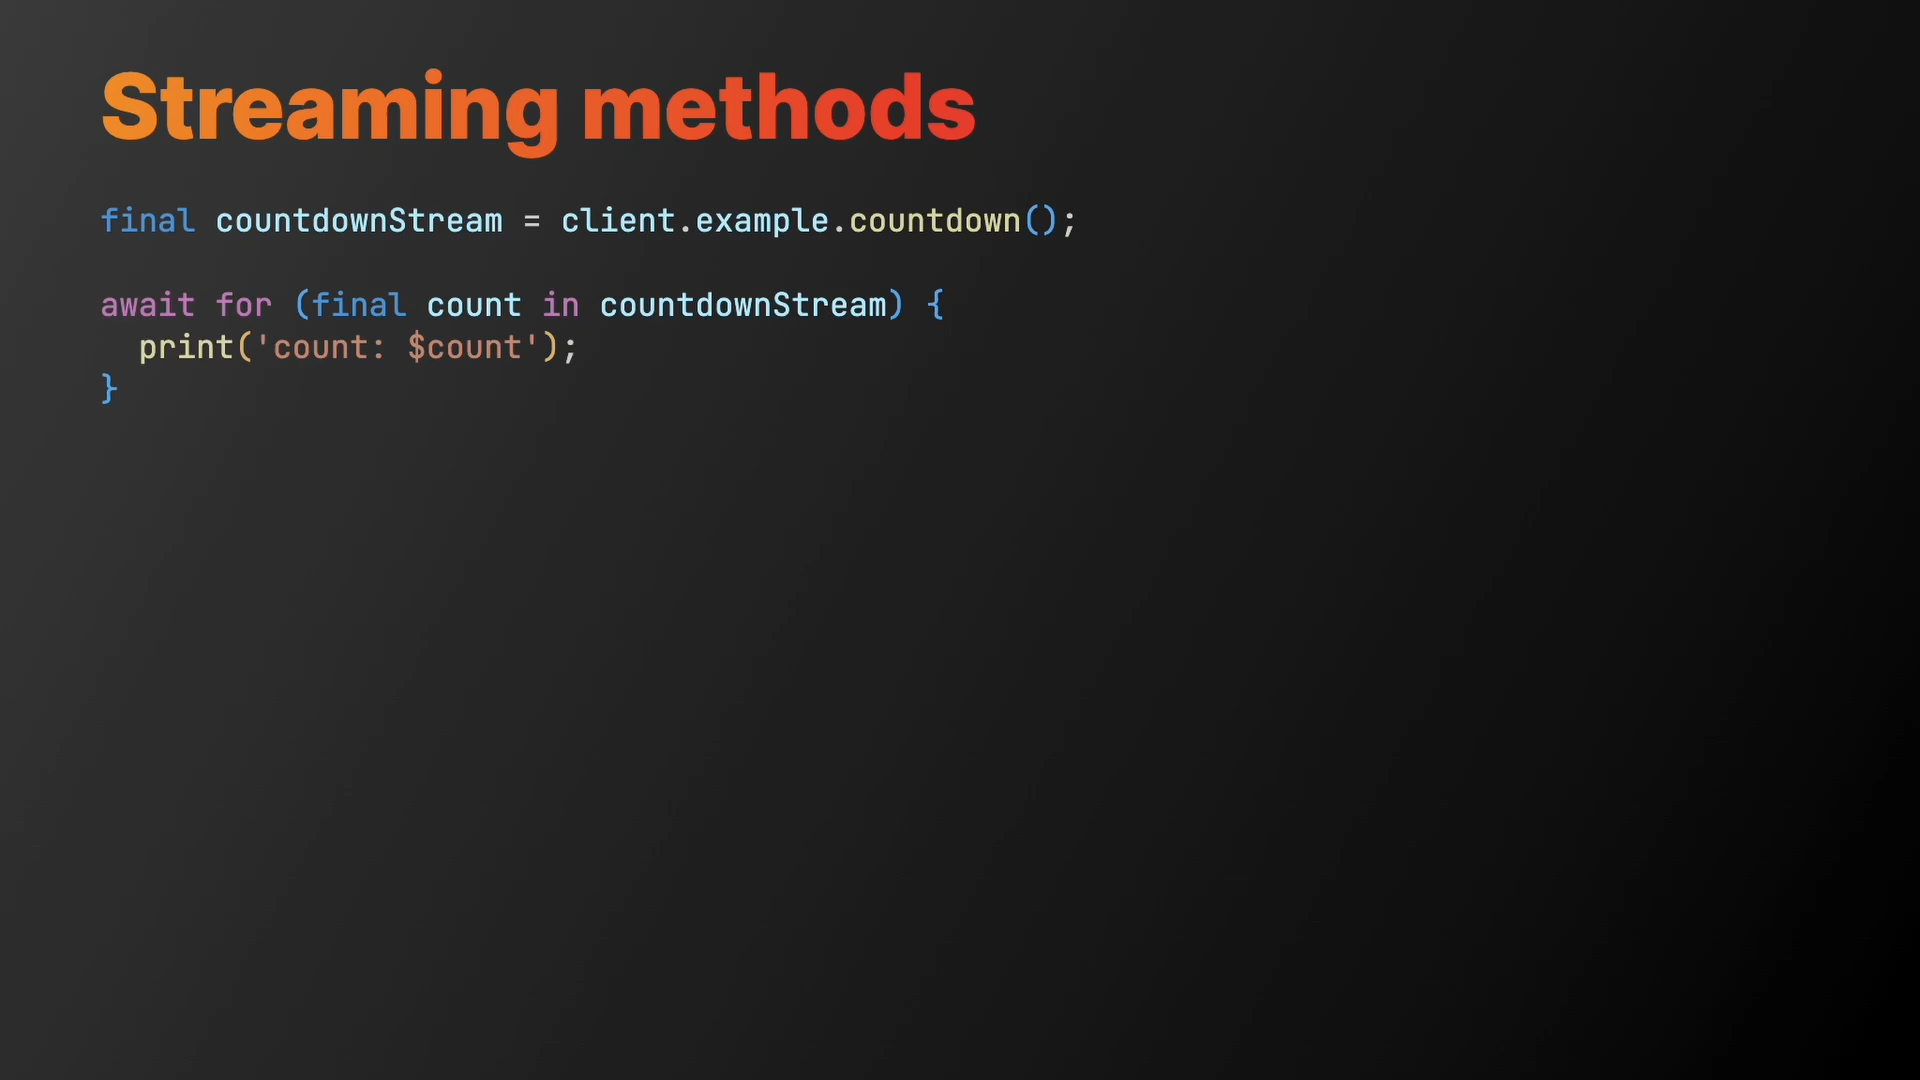 Streaming methods
final countdownStream = client.example.countdown();
await for (final count in countdownStream) {
  print('count: $count');
}